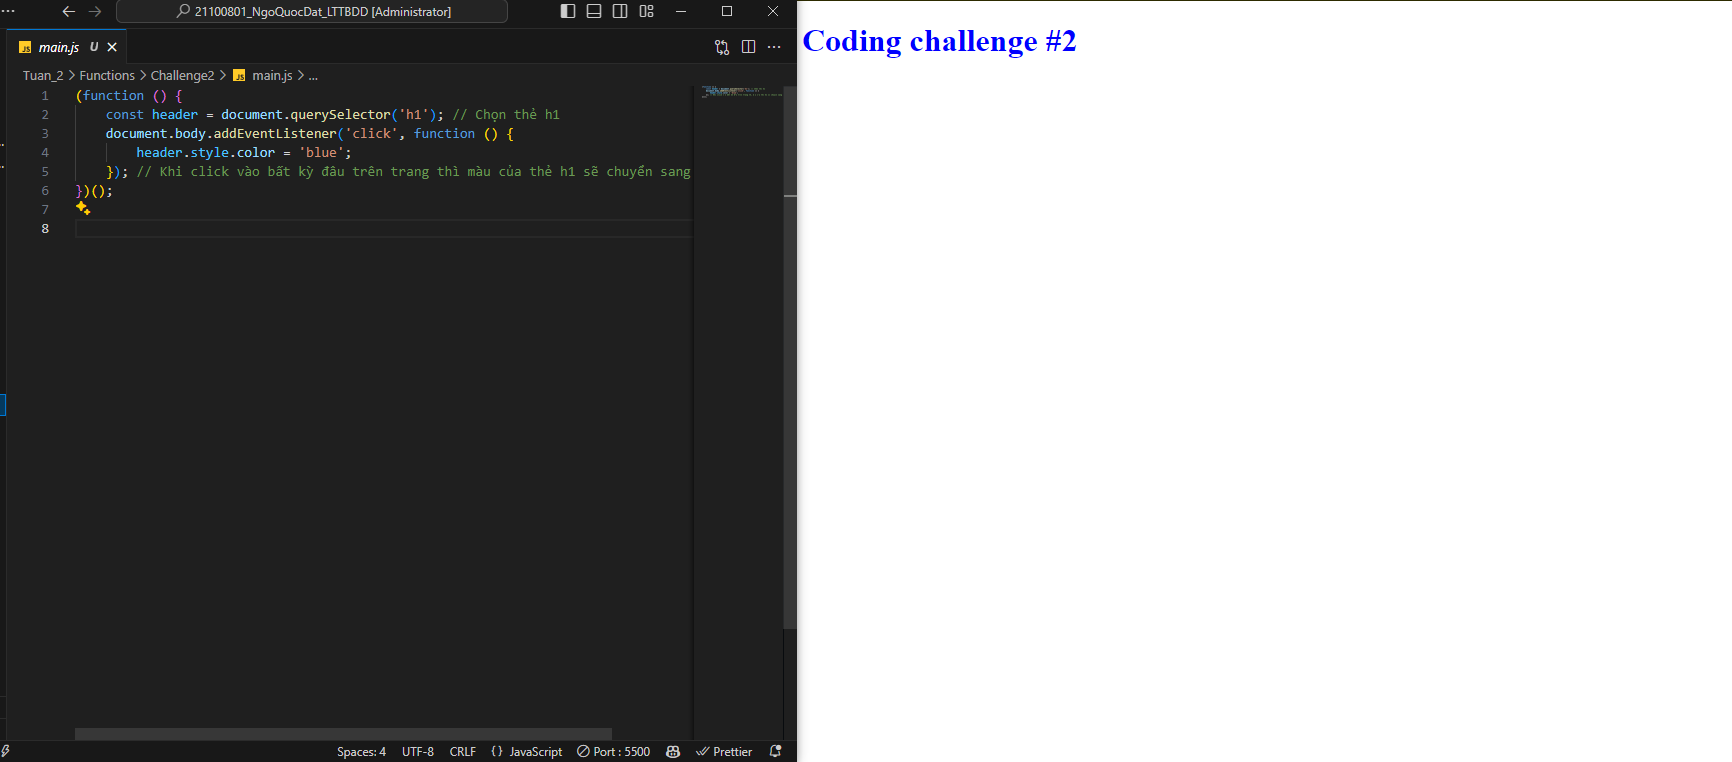 21100801_NgoQuocDat_LTTBDD [Administrator]
JS main.js U
Tuan_2 > Functions > Challenge2 > JS main.js > ...
1 (function () {
2 const header = document.querySelector('h1'); // Chọn thẻ h1
3 document.body.addEventListener('click', function () {
4 header.style.color = 'blue';
5 }); // Khi click vào bất kỳ đâu trên trang thì màu của thẻ h1 sẽ chuyển sang
6 })();
7
8
Spaces: 4 UTF-8 CRLF {} JavaScript Port : 5500 Prettier
Coding challenge #2